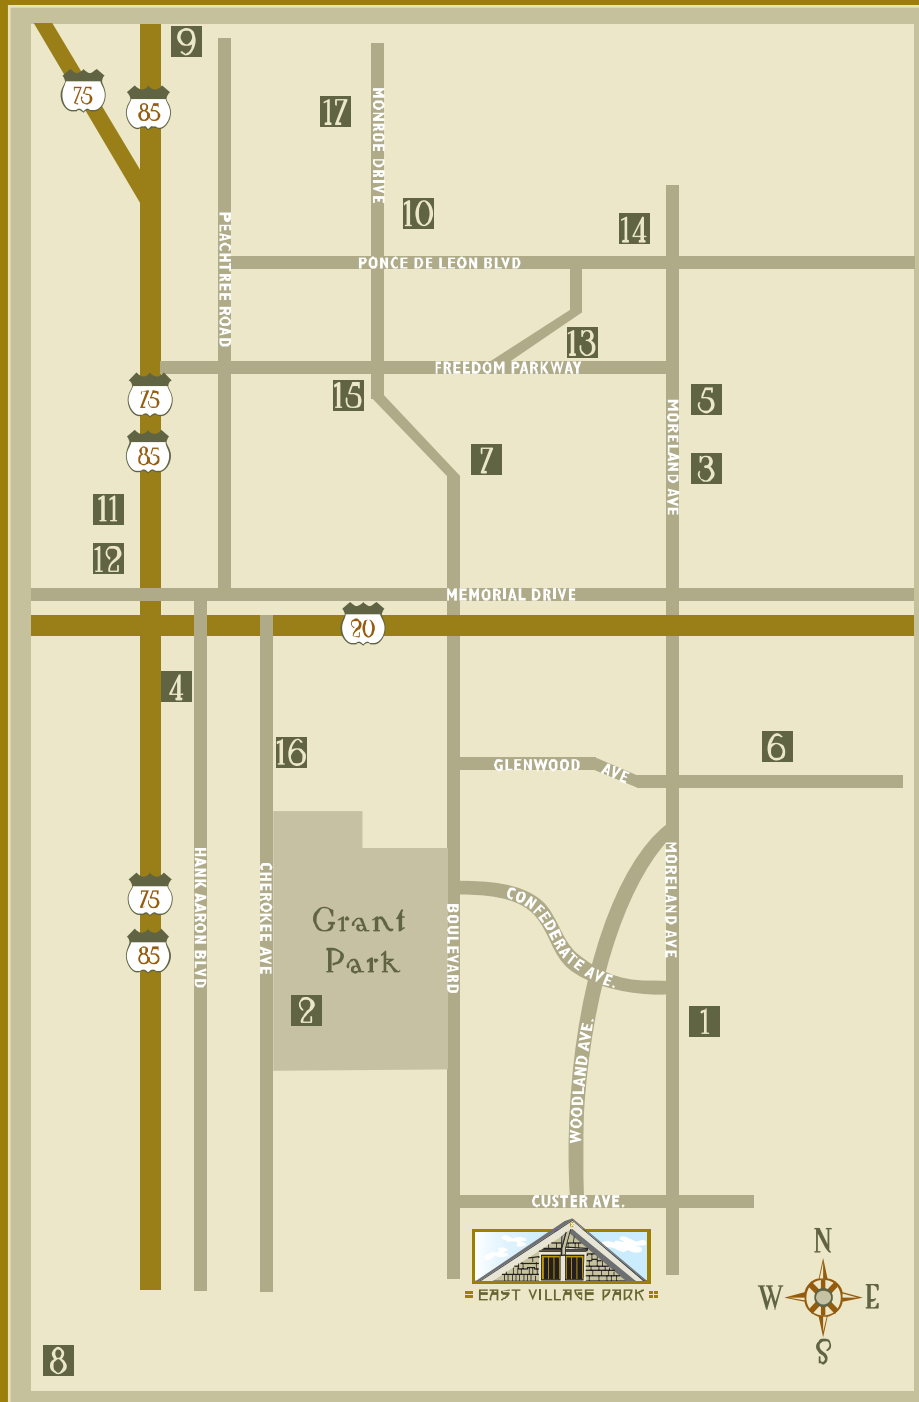 9
75
85
17
MONROE DRIVE
10
14
PEACHTREE ROAD
PONCE DE LEON BLVD
13
FREEDOM PARKWAY
75
15
5
MORELAND AVE
85
7
3
11
12
MEMORIAL DRIVE
20
4
16
6
GLENWOOD AVE
HANK AARON BLVD
CHEROKEE AVE
MORELAND AVE
75
85
Grant
Park
BOULEVARD
CONFEDERATE AVE.
2
1
WOODLAND AVE.
CUSTER AVE.
EAST VILLAGE PARK
N
W
E
S
8